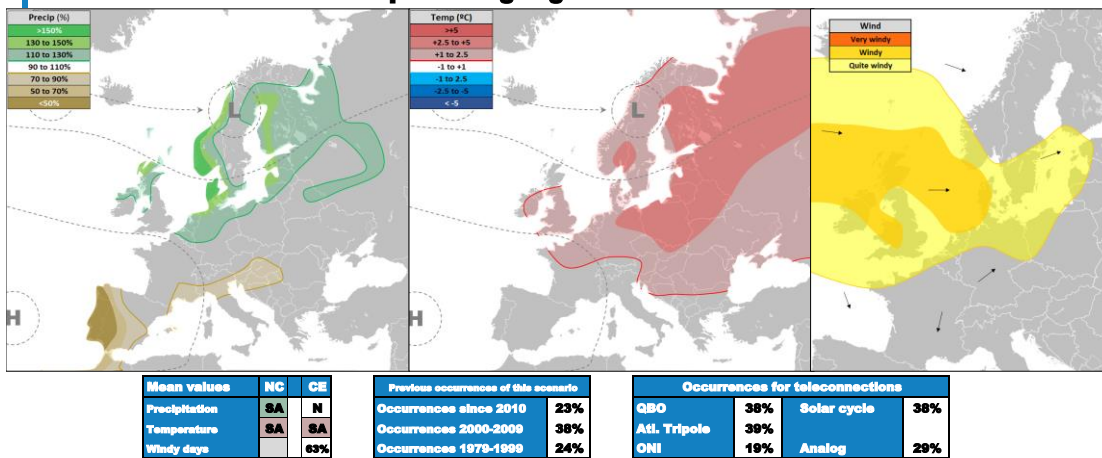 Precip (%)
>150%
130 to 150%
110 to 130%
90 to 110%
70 to 90%
50 to 70%
<50%
L
H
Temp (ºC)
>+5
+2.5 to +5
+1 to 2.5
-1 to +1
-1 to 2.5
-2.5 to -5
< -5
L
H
Wind
Very windy
Windy
Quite windy
Mean values NC CE
Precipitation SA N
Temperature SA SA
Windy days 63%
Previous occurrences of this scenario
Occurrences since 2010 23%
Occurrences 2000-2009 38%
Occurrences 1979-1999 24%
Occurrences for teleconnections
QBO 38% Solar cycle 38%
Atl. Tripole 39%
ONI 19% Analog 29%